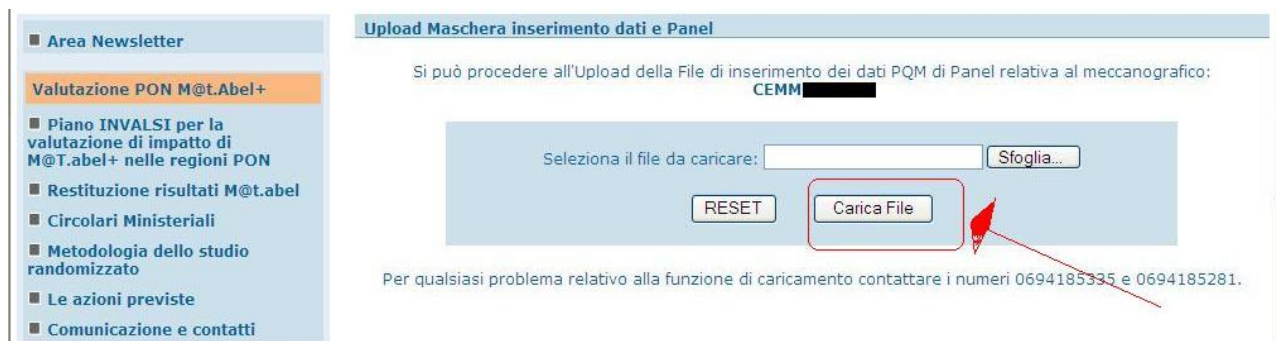 Area Newsletter
Valutazione PON M@t.Abel+
Piano INVALSI per la
valutazione di impatto di
M@T.abel+ nelle regioni PON
Restituzione risultati M@t.abel
Circolari Ministeriali
Metodologia dello studio
randomizzato
Le azioni previste
Comunicazione e contatti
Upload Maschera inserimento dati e Panel
Si può procedere all'Upload della File di inserimento dei dati PQM di Panel relativa al meccanografico:
CEMM
Seleziona il file da caricare: Sfoglia...
RESET Carica File
Per qualsiasi problema relativo alla funzione di caricamento contattare i numeri 0694185335 e 0694185281.